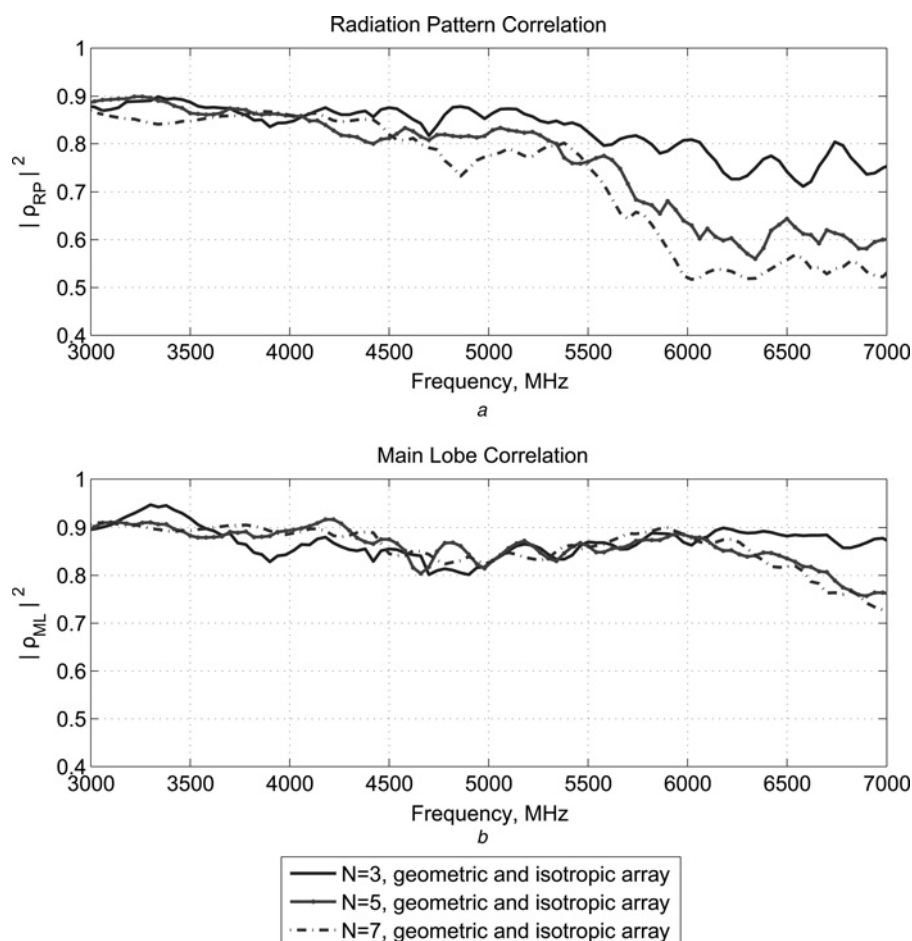 Radiation Pattern Correlation
1
0.9
0.8
0.7
0.6
0.5
0.4
|ρRP|²
3000 3500 4000 4500 5000 5500 6000 6500 7000
Frequency, MHz
a
Main Lobe Correlation
1
0.9
0.8
0.7
0.6
0.5
0.4
|ρML|²
3000 3500 4000 4500 5000 5500 6000 6500 7000
Frequency, MHz
b
N=3, geometric and isotropic array
N=5, geometric and isotropic array
N=7, geometric and isotropic array